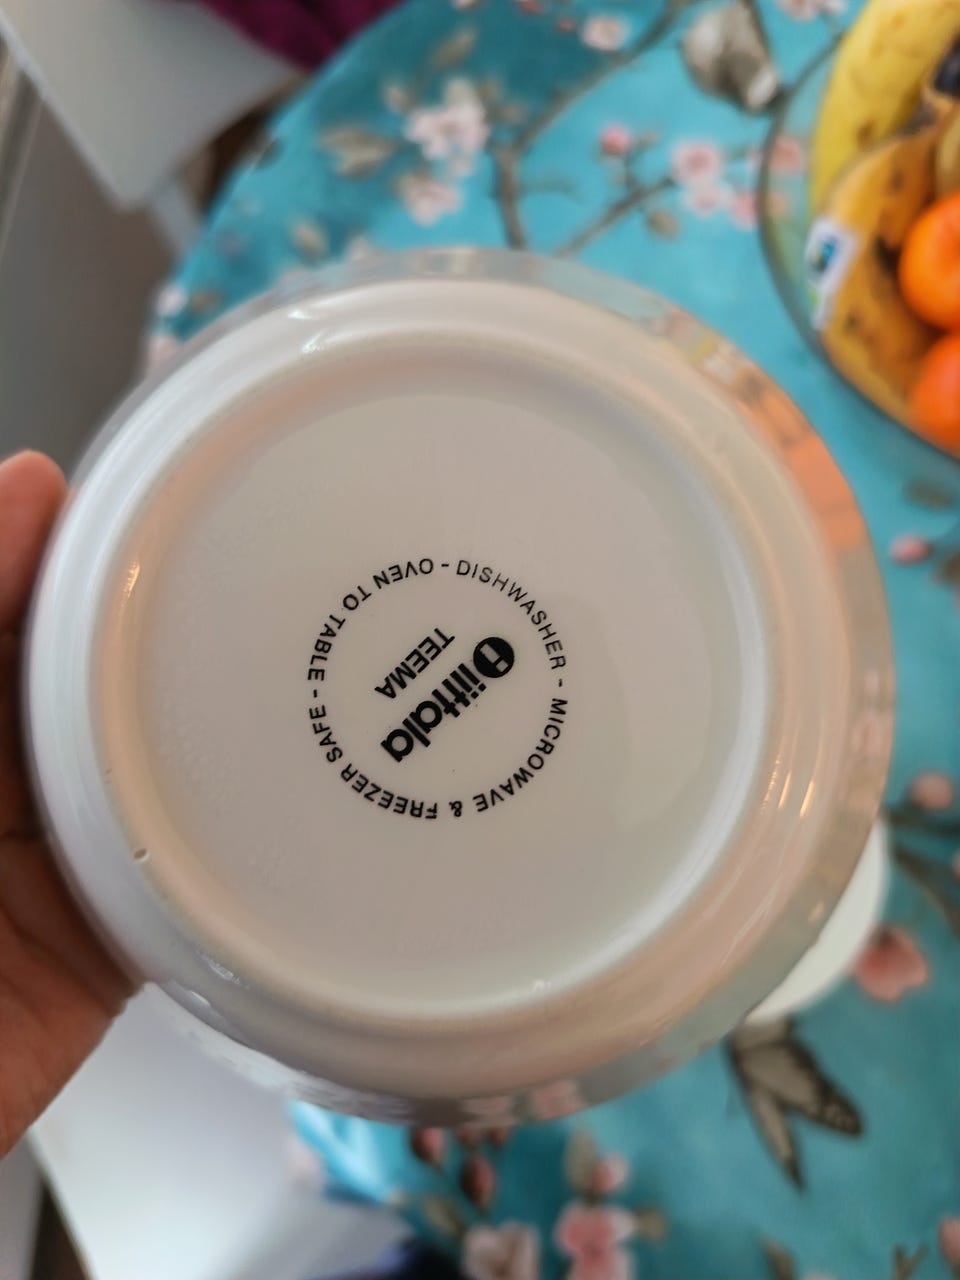 iittala
TEEMA
OVEN TO TABLE - DISHWASHER - MICROWAVE & FREEZER SAFE -